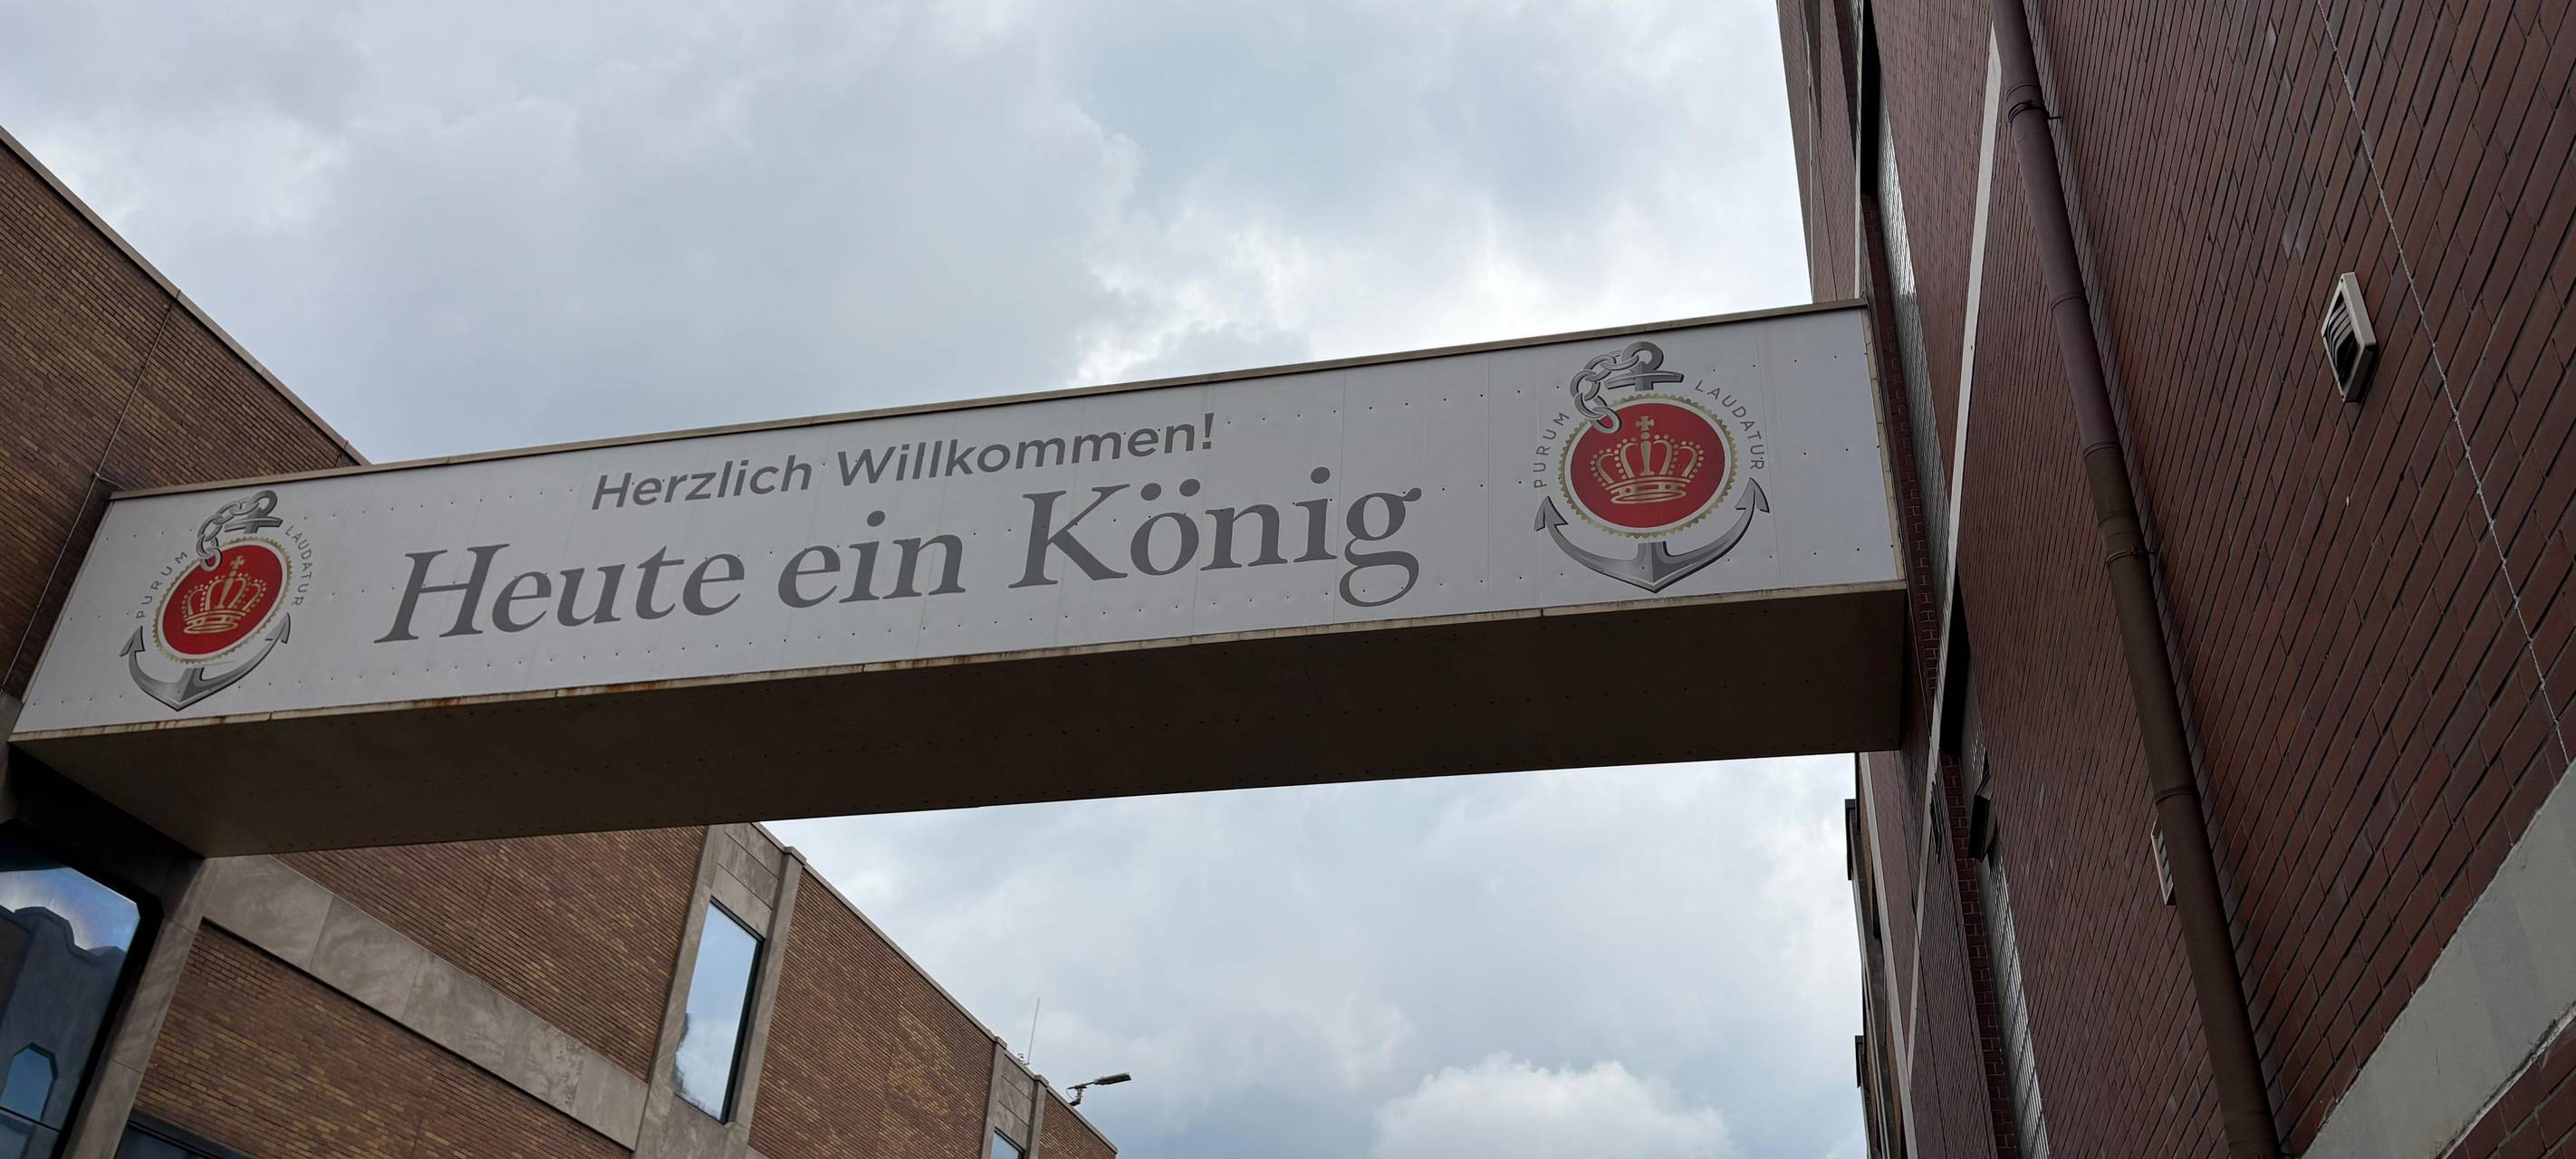 Herzlich Willkommen!
Heute ein König
PURUM LAUDATUR
PURUM LAUDATUR